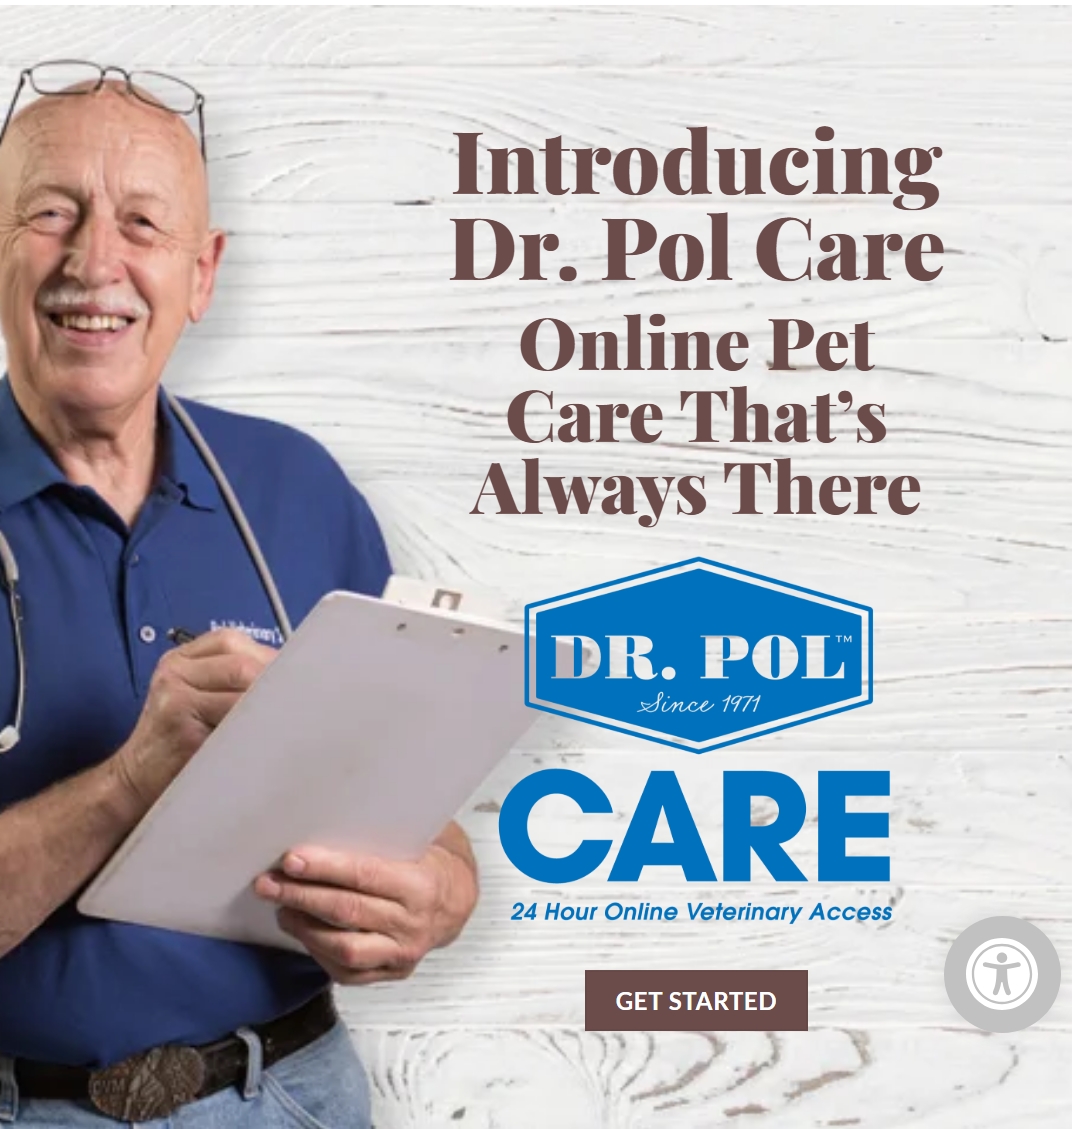 Introducing
Dr. Pol Care
Online Pet
Care That’s
Always There
DR. POL™
Since 1971
CARE
24 Hour Online Veterinary Access
GET STARTED